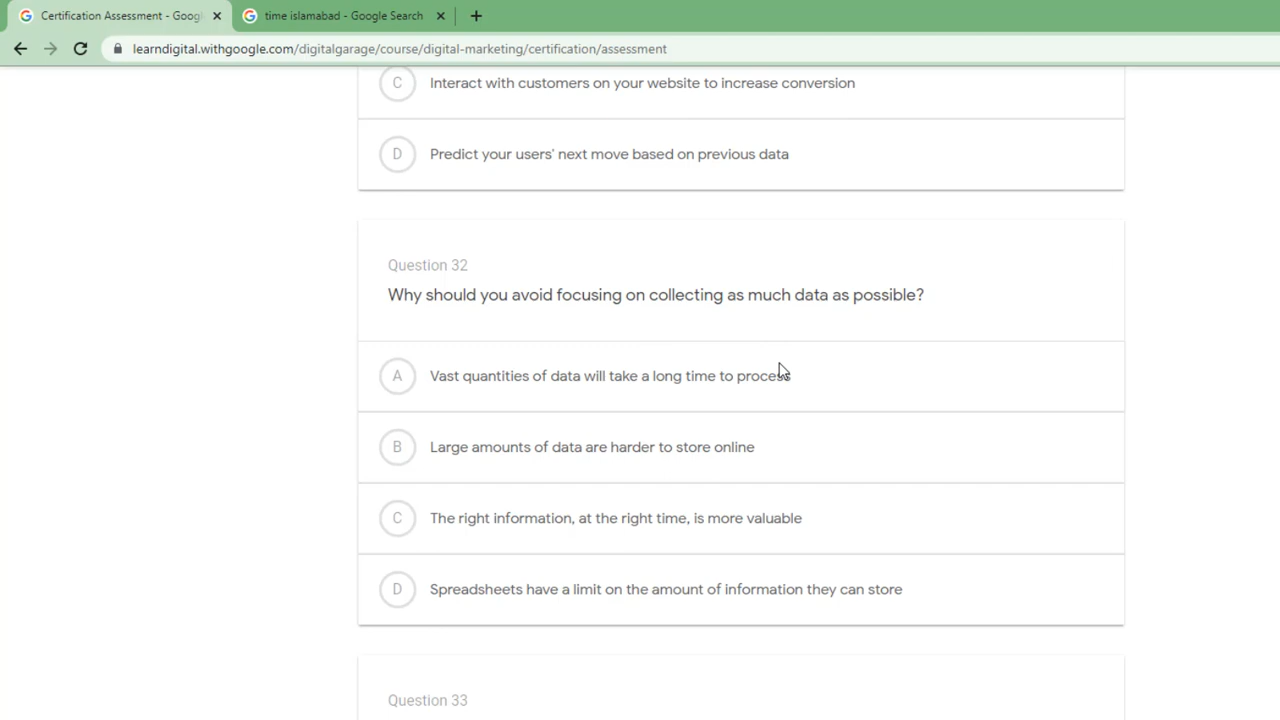 Certification Assessment - Googl
time islamabad - Google Search
learndigital.withgoogle.com/digitalgarage/course/digital-marketing/certification/assessment
C Interact with customers on your website to increase conversion
D Predict your users' next move based on previous data
Question 32
Why should you avoid focusing on collecting as much data as possible?
A Vast quantities of data will take a long time to process
B Large amounts of data are harder to store online
C The right information, at the right time, is more valuable
D Spreadsheets have a limit on the amount of information they can store
Question 33